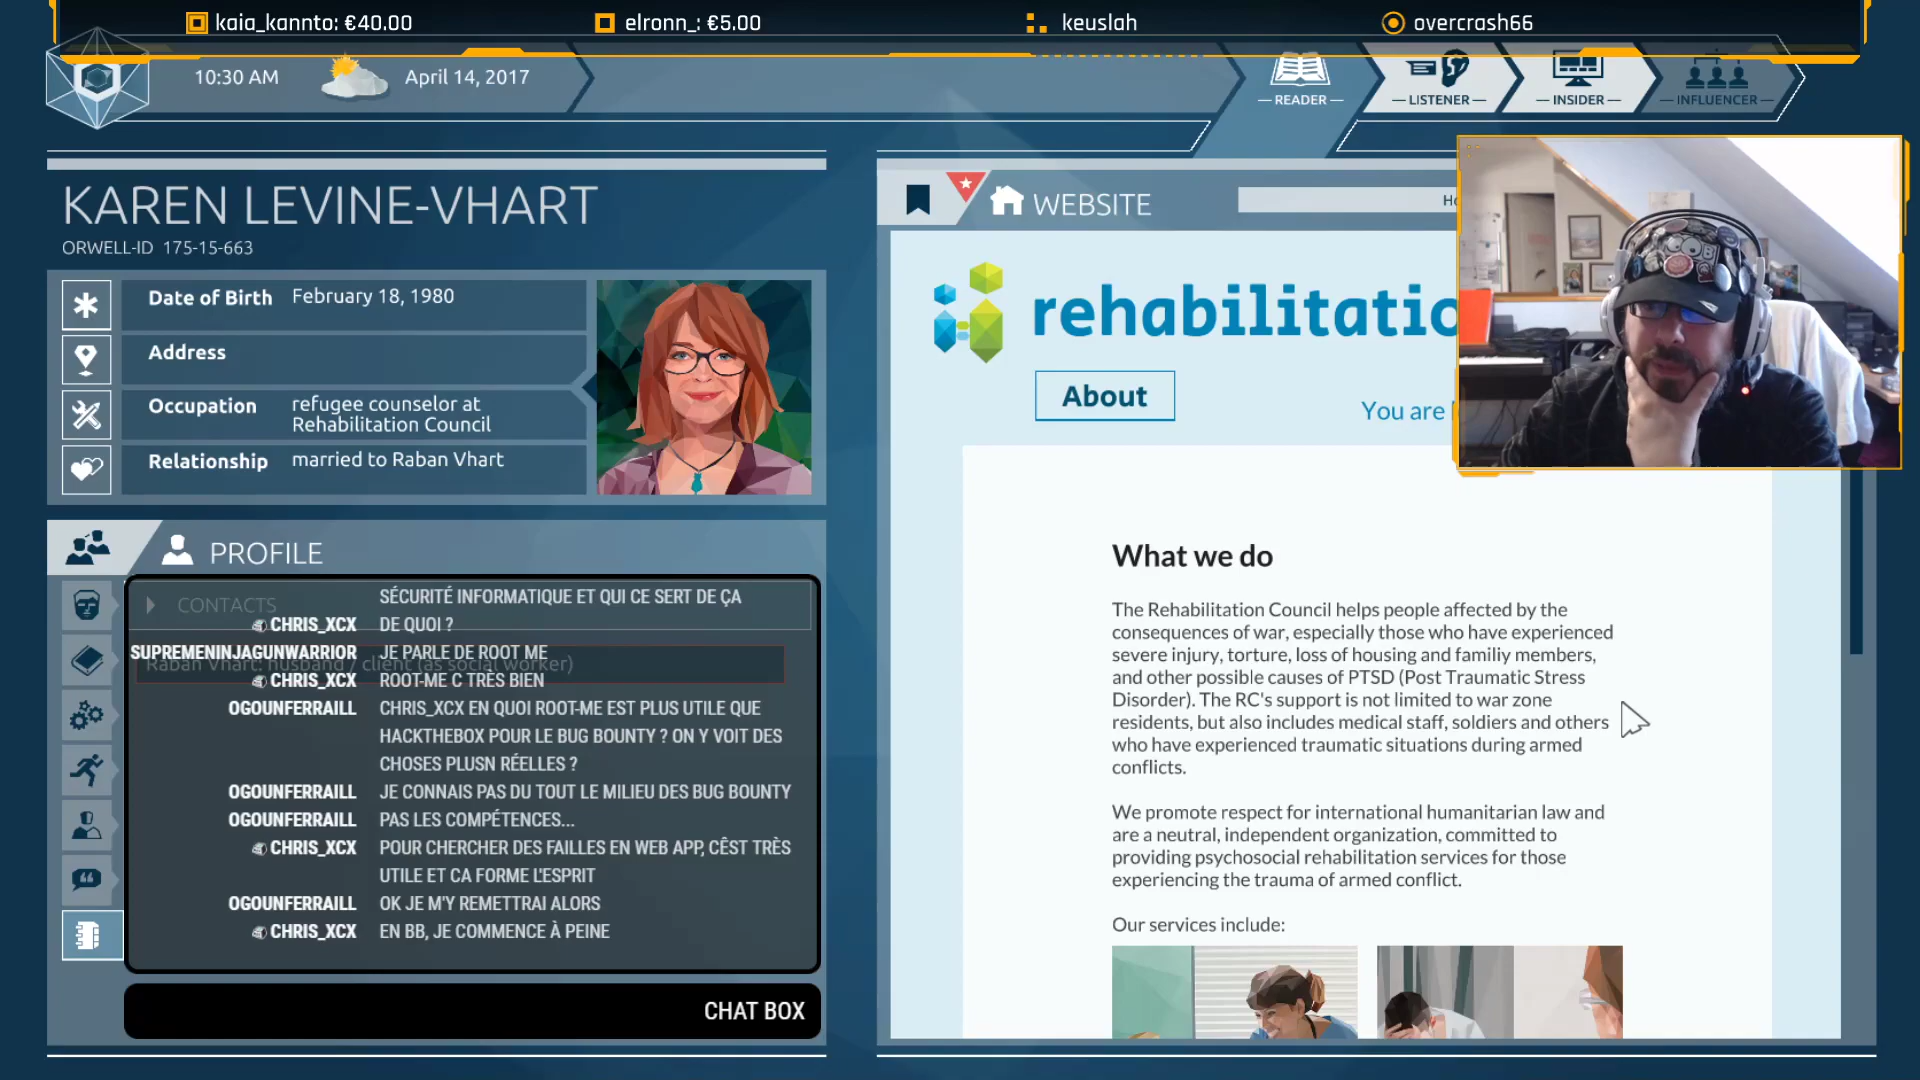 kaia_kannto: €40.00
elronn_: €5.00
keuslah
overcrash66
10:30 AM
April 14, 2017
READER
LISTENER
INSIDER
INFLUENCER
KAREN LEVINE-VHART
ORWELL-ID 175-15-663
Date of Birth February 18, 1980
Address
Occupation refugee counselor at
Rehabilitation Council
Relationship married to Raban Vhart
PROFILE
CONTACTS
Raban Vhart: husband / client (as social worker)
SÉCURITÉ INFORMATIQUE ET QUI CE SERT DE ÇA
CHRIS_XCX DE QUOI ?
SUPREMENINJAGUNWARRIOR JE PARLE DE ROOT ME
CHRIS_XCX ROOT-ME C TRÈS BIEN
OGOUNFERRAILL CHRIS_XCX EN QUOI ROOT-ME EST PLUS UTILE QUE
HACKTHEBOX POUR LE BUG BOUNTY ? ON Y VOIT DES
CHOSES PLUSN RÉELLES ?
OGOUNFERRAILL JE CONNAIS PAS DU TOUT LE MILIEU DES BUG BOUNTY
OGOUNFERRAILL PAS LES COMPÉTENCES...
CHRIS_XCX POUR CHERCHER DES FAILLES EN WEB APP, CÊST TRÈS
UTILE ET CA FORME L'ESPRIT
OGOUNFERRAILL OK JE M'Y REMETTRAI ALORS
CHRIS_XCX EN BB, JE COMMENCE À PEINE
CHAT BOX
WEBSITE
rehabilitatio
About
You are
What we do
The Rehabilitation Council helps people affected by the
consequences of war, especially those who have experienced
severe injury, torture, loss of housing and familiy members,
and other possible causes of PTSD (Post Traumatic Stress
Disorder). The RC's support is not limited to war zone
residents, but also includes medical staff, soldiers and others
who have experienced traumatic situations during armed
conflicts.
We promote respect for international humanitarian law and
are a neutral, independent organization, committed to
providing psychosocial rehabilitation services for those
experiencing the trauma of armed conflict.
Our services include: